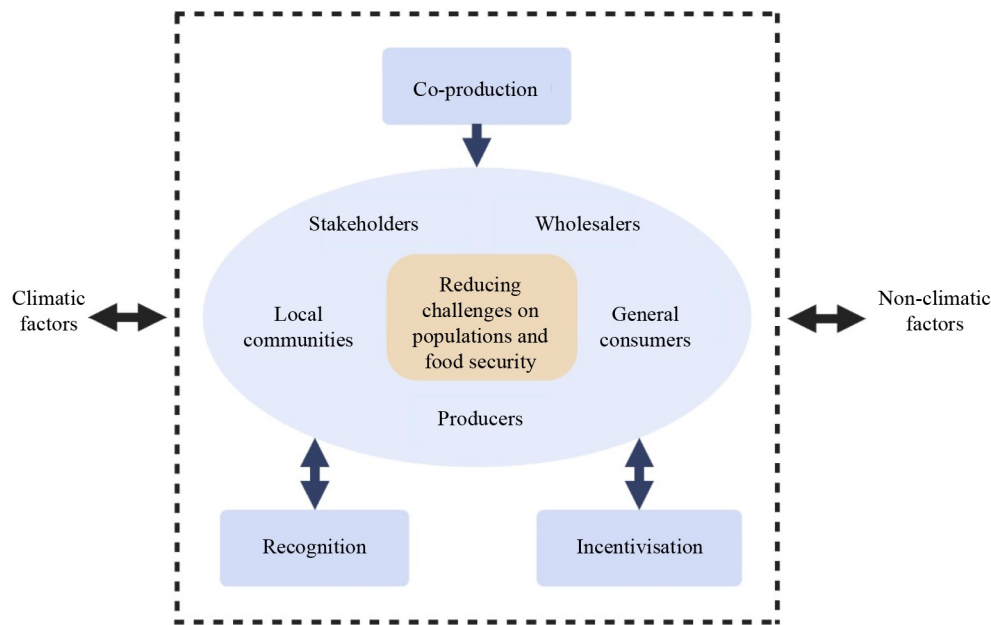 Co-production
Stakeholders
Wholesalers
Climatic
factors
Local
communities
Reducing
challenges on
populations and
food security
General
consumers
Non-climatic
factors
Producers
Recognition
Incentivisation